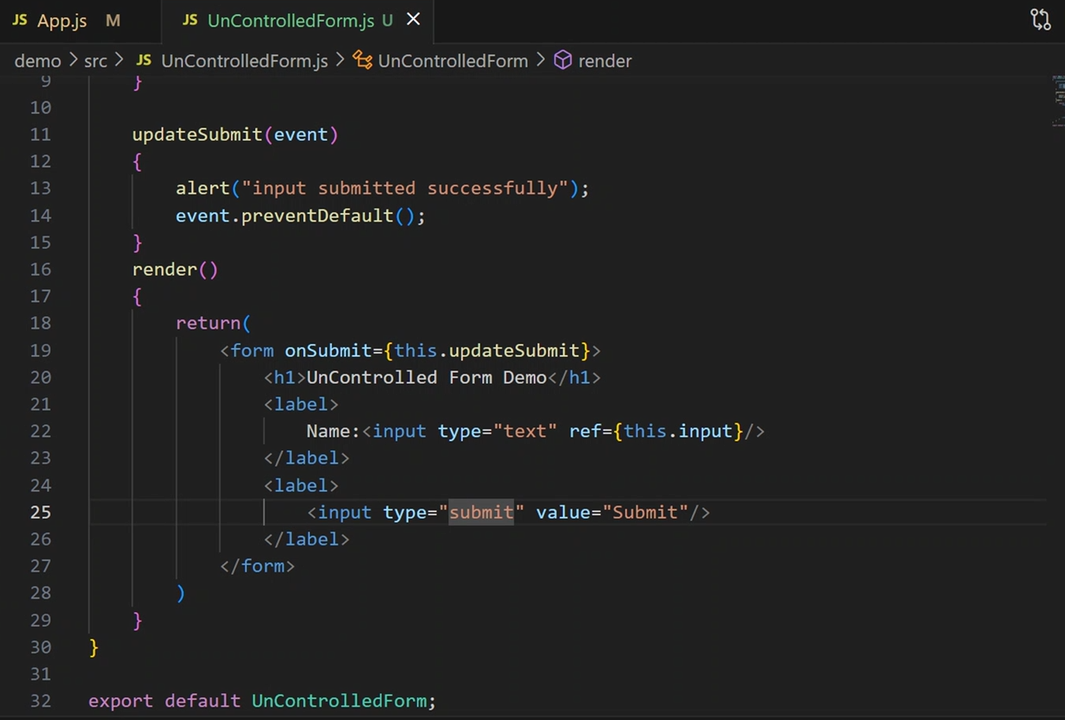 JS App.js M JS UnControlledForm.js U
demo > src > JS UnControlledForm.js > UnControlledForm > render
9 }
10
11 updateSubmit(event)
12 {
13 alert("input submitted successfully");
14 event.preventDefault();
15 }
16 render()
17 {
18 return(
19 <form onSubmit={this.updateSubmit}>
20 <h1>UnControlled Form Demo</h1>
21 <label>
22 Name:<input type="text" ref={this.input}/>
23 </label>
24 <label>
25 <input type="submit" value="Submit"/>
26 </label>
27 </form>
28 )
29 }
30 }
31
32 export default UnControlledForm;